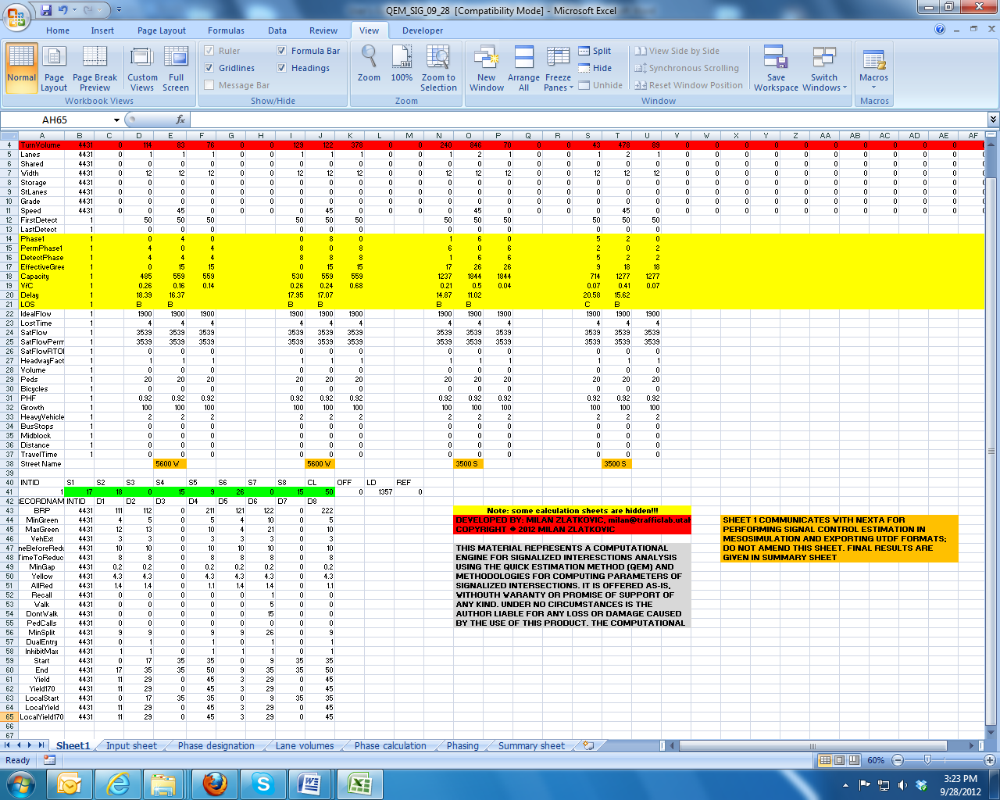 QEM_SIG_09_28 [Compatibility Mode] - Microsoft Excel
Home Insert Page Layout Formulas Data Review View Developer
Normal Page Layout Page Break Preview Custom Views Full Screen
Workbook Views
Ruler Formula Bar
Gridlines Headings
Message Bar
Show/Hide
Zoom 100% Zoom to Selection
Zoom
New Window Arrange All Freeze Panes Split Hide Unhide
View Side by Side
Synchronous Scrolling
Reset Window Position
Window
Save Workspace Switch Windows
Macros
Macros
AH65 fx
A B C D E F G H I J K L M N O P Q R S T U V W X Y Z AA AB AC AD AE AF
4 TurnVolume 4431 0 114 83 76 0 0 129 122 378 0 0 240 846 70 0 0 43 478 89 0 0 0 0 0 0 0 0 0 0
5 Lanes 4431 0 1 1 1 0 0 1 1 1 0 0 1 2 1 0 0 1 2 1 0 0 0 0 0 0 0 0 0 0 0
6 Shared 4431 0 0 0 0 0 0 0 0 0 0 0 0 0 0 0 0 0 0 0 0 0 0 0 0 0 0 0 0 0 0
7 Width 4431 0 12 12 12 0 0 12 12 12 0 0 12 12 12 0 0 12 12 12 0 0 0 0 0 0 0 0 0 0 0
8 Storage 4431 0 0 0 0 0 0 0 0 0 0 0 0 0 0 0 0 0 0 0 0 0 0 0 0 0 0 0 0 0 0
9 StLanes 4431 0 0 0 0 0 0 0 0 0 0 0 0 0 0 0 0 0 0 0 0 0 0 0 0 0 0 0 0 0 0
10 Grade 4431 0 0 0 0 0 0 0 0 0 0 0 0 0 0 0 0 0 0 0 0 0 0 0 0 0 0 0 0 0 0
11 Speed 4431 0 0 45 0 0 0 0 45 0 0 0 0 45 0 0 0 0 45 0 0 0 0 0 0 0 0 0 0 0 0
12 FirstDetect 1 50 50 50 50 50 50 50 50 50 50 50 50
13 LastDetect 1 0 0 0 0 0 0 0 0 0 0 0 0
14 Phase1 1 0 4 0 0 8 0 1 6 0 5 2 0
15 PermPhase1 1 4 0 4 8 0 8 6 0 6 2 0 2
16 DetectPhase 1 4 4 4 8 8 8 1 6 6 5 2 2
17 EffectiveGree 1 0 15 15 0 15 15 17 26 26 9 18 18
18 Capacity 1 485 559 559 530 559 559 1237 1844 1844 714 1277 1277
19 V/C 1 0.26 0.16 0.14 0.26 0.24 0.68 0.21 0.5 0.04 0.07 0.41 0.07
20 Delay 1 18.39 16.37 17.95 17.07 14.87 11.02 20.58 15.62
21 LOS 1 B B B B B B C B
22 IdealFlow 1 1900 1900 1900 1900 1900 1900 1900 1900 1900 1900 1900 1900
23 LostTime 1 4 4 4 4 4 4 4 4 4 4 4 4
24 SatFlow 1 3539 3539 3539 3539 3539 3539 3539 3539 3539 3539 3539 3539
25 SatFlowPerm 1 3539 3539 3539 3539 3539 3539 3539 3539 3539 3539 3539 3539
26 SatFlowRTO 1 0 0 0 0 0 0 0 0 0 0 0 0
27 HeadwayFact 1 1 1 1 1 1 1 1 1 1 1 1 1
28 Volume 1 0 0 0 0 0 0 0 0 0 0 0 0
29 Peds 1 20 20 20 20 20 20 20 20 20 20 20 20
30 Bicycles 1 0 0 0 0 0 0 0 0 0 0 0 0
31 PHF 1 0.92 0.92 0.92 0.92 0.92 0.92 0.92 0.92 0.92 0.92 0.92 0.92
32 Growth 1 100 100 100 100 100 100 100 100 100 100 100 100
33 HeavyVehicle 1 2 2 2 2 2 2 2 2 2 2 2 2
34 BusStops 1 0 0 0 0 0 0 0 0 0 0 0 0
35 Midblock 1 0 0 0 0 0 0 0 0 0 0 0 0
36 Distance 1 0 0 0 0 0 0 0 0 0 0 0 0
37 TravelTime 1 0 0 0 0 0 0 0 0 0 0 0 0
38 Street Name 5600 W 5600 W 3500 S 3500 S
39
40 INTID S1 S2 S3 S4 S5 S6 S7 S8 CL OFF LD REF
41 1 17 18 0 15 9 26 0 15 50 0 1357 0
42 RECORDNAM INTID D1 D2 D3 D4 D5 D6 D7 D8
43 BRP 4431 111 112 0 211 121 122 0 222
44 MinGreen 4431 4 5 0 5 4 10 0 5
45 MaxGreen 4431 12 13 0 10 4 21 0 10
46 VehExt 4431 3 3 0 3 3 3 0 3
47 neBeforeRedu 4431 10 10 0 10 10 10 0 10
48 TimeToReduc 4431 8 8 0 8 8 8 0 8
49 MinGap 4431 0.2 0.2 0 0.2 0.2 0.2 0 0.2
50 Yellow 4431 4.3 4.3 0 4.3 4.3 4.3 0 4.3
51 AllRed 4431 1.4 1.4 0 1.1 1.4 1.4 0 1.1
52 Recall 4431 0 0 0 0 0 1 0 0
53 Walk 4431 0 0 0 0 0 5 0 0
54 DontWalk 4431 0 0 0 0 0 15 0 0
55 PedCalls 4431 0 0 0 0 0 0 0 0
56 MinSplit 4431 9 9 0 9 9 26 0 9
57 DualEntry 4431 0 1 0 1 0 1 0 1
58 InhibitMax 4431 1 1 0 1 1 1 0 1
59 Start 4431 0 17 35 35 0 9 35 35
60 End 4431 17 35 35 50 9 35 35 50
61 Yield 4431 11 29 0 45 3 29 0 45
62 Yield170 4431 11 29 0 45 3 29 0 45
63 LocalStart 4431 0 17 35 35 0 9 35 35
64 LocalYield 4431 11 29 0 45 3 29 0 45
65 LocalYield170 4431 11 29 0 45 3 29 0 45
66
67
Note: some calculation sheets are hidden!!!
DEVELOPED BY: MILAN ZLATKOVIC, milan@trafficlab.utah
COPYRIGHT © 2012 MILAN ZLATKOVIC
THIS MATERIAL REPRESENTS A COMPUTATIONAL
ENGINE FOR SIGNALIZED INTERESCTIONS ANALYSIS
USING THE QUICK ESTIMATION METHOD (QEM) AND
METHODOLOGIES FOR COMPUTING PARAMETERS OF
SIGNALIZED INTERSECTIONS. IT IS OFFERED AS-IS,
WITHOUTH WARANTY OR PROMISE OF SUPPORT OF
ANY KIND. UNDER NO CIRCUMSTANCES IS THE
AUTHOR LIABLE FOR ANY LOSS OR DAMAGE CAUSED
BY THE USE OF THIS PRODUCT. THE COMPUTATIONAL
SHEET 1 COMMUNICATES WITH NEXTA FOR
PERFORMING SIGNAL CONTROL ESTIMATION IN
MESOSIMULATION AND EXPORTING UTDF FORMATS;
DO NOT AMEND THIS SHEET. FINAL RESULTS ARE
GIVEN IN SUMMARY SHEET
Sheet1 Input sheet Phase designation Lane volumes Phase calculation Phasing Summary sheet
Ready 60%
3:23 PM
9/28/2012